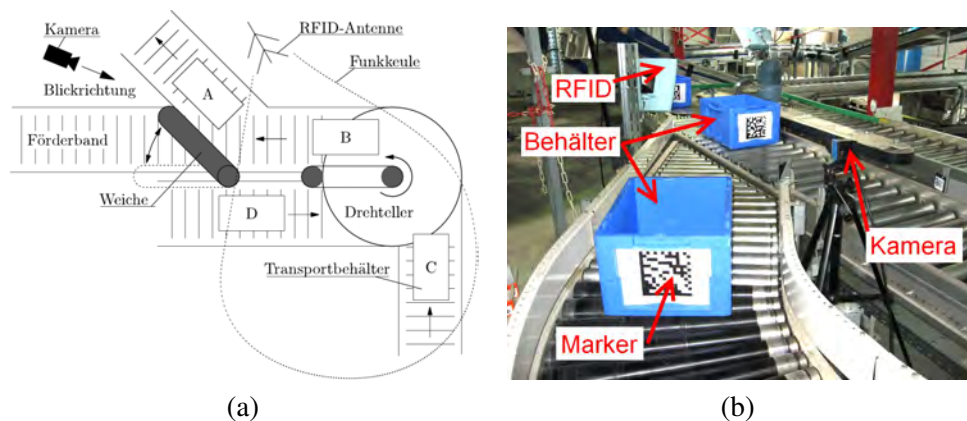 Kamera
RFID-Antenne
Funkkeule
Blickrichtung
A
B
Förderband
Weiche
D
Drehteller
Transportbehälter
C
(a)
RFID
Behälter
Kamera
Marker
(b)